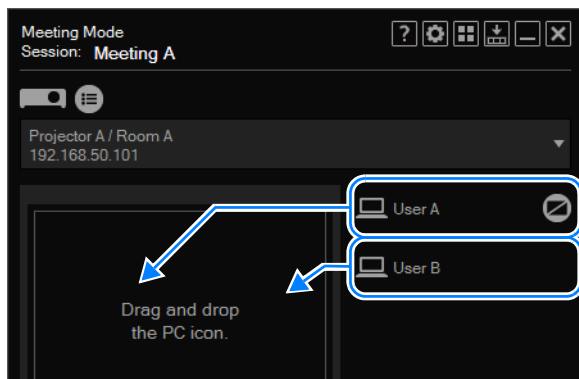 Meeting Mode
Session: Meeting A
?
Projector A / Room A
192.168.50.101
User A
User B
Drag and drop
the PC icon.